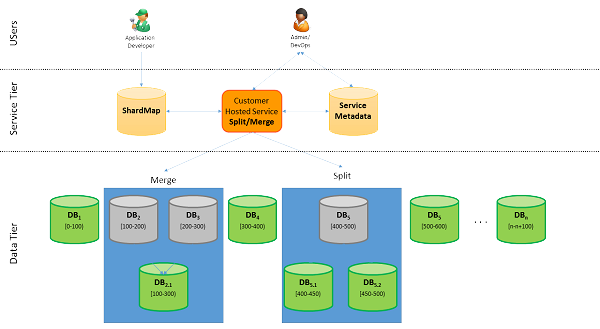 USers
Application
Developer
Admin/
DevOps
Service Tier
ShardMap
Customer
Hosted Service
Split/Merge
Service
Metadata
Merge
Split
Data Tier
DB1
[0-100)
DB2
[100-200)
DB3
[200-300)
DB4
[300-400)
DB5
[400-500)
DB5
[500-600)
. . .
DBn
[n-n+100)
DB2.1
[100-300)
DB5.1
[400-450)
DB5.2
[450-500)